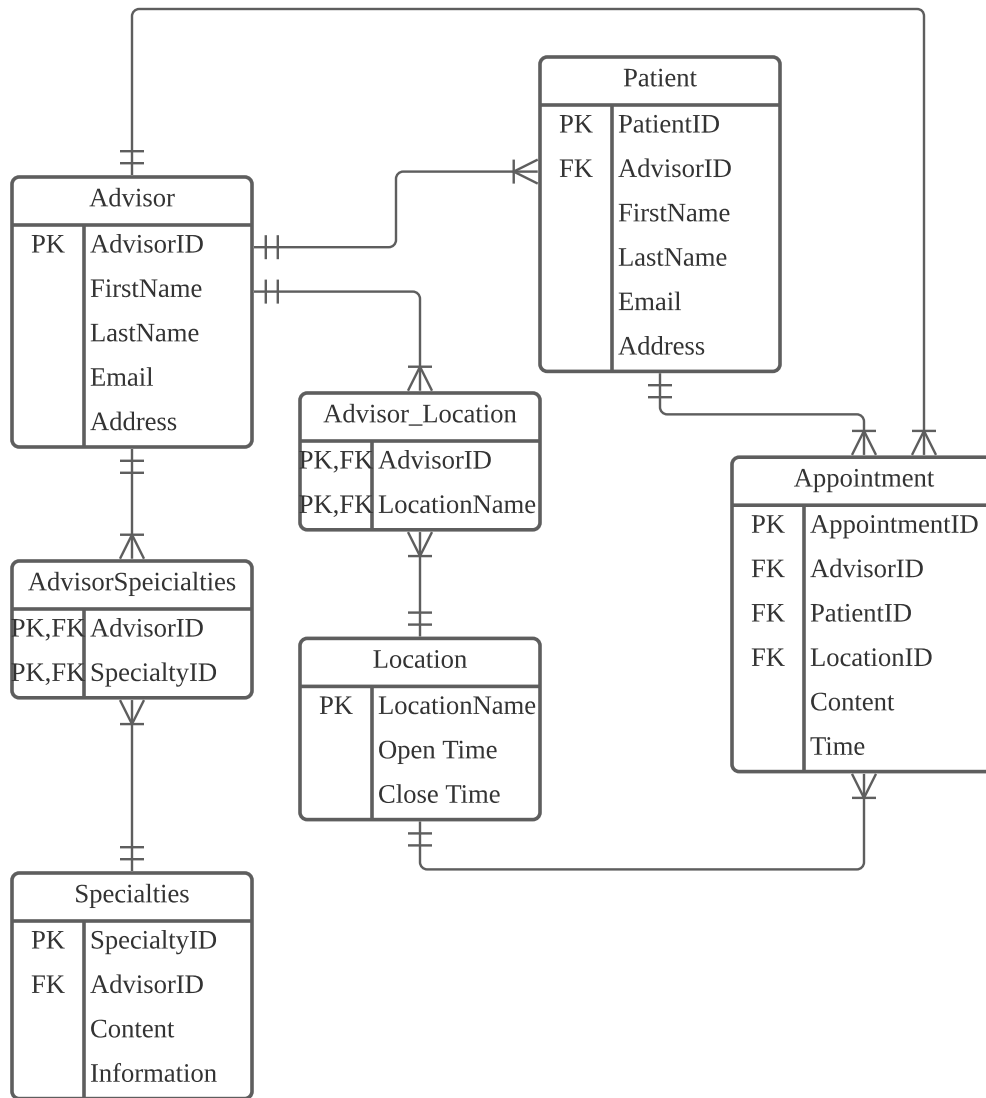 Patient
PK PatientID
FK AdvisorID
FirstName
LastName
Email
Address
Advisor
PK AdvisorID
FirstName
LastName
Email
Address
Advisor_Location
PK,FK AdvisorID
PK,FK LocationName
Appointment
PK AppointmentID
FK AdvisorID
FK PatientID
FK LocationID
Content
Time
AdvisorSpeicialties
PK,FK AdvisorID
PK,FK SpecialtyID
Location
PK LocationName
Open Time
Close Time
Specialties
PK SpecialtyID
FK AdvisorID
Content
Information